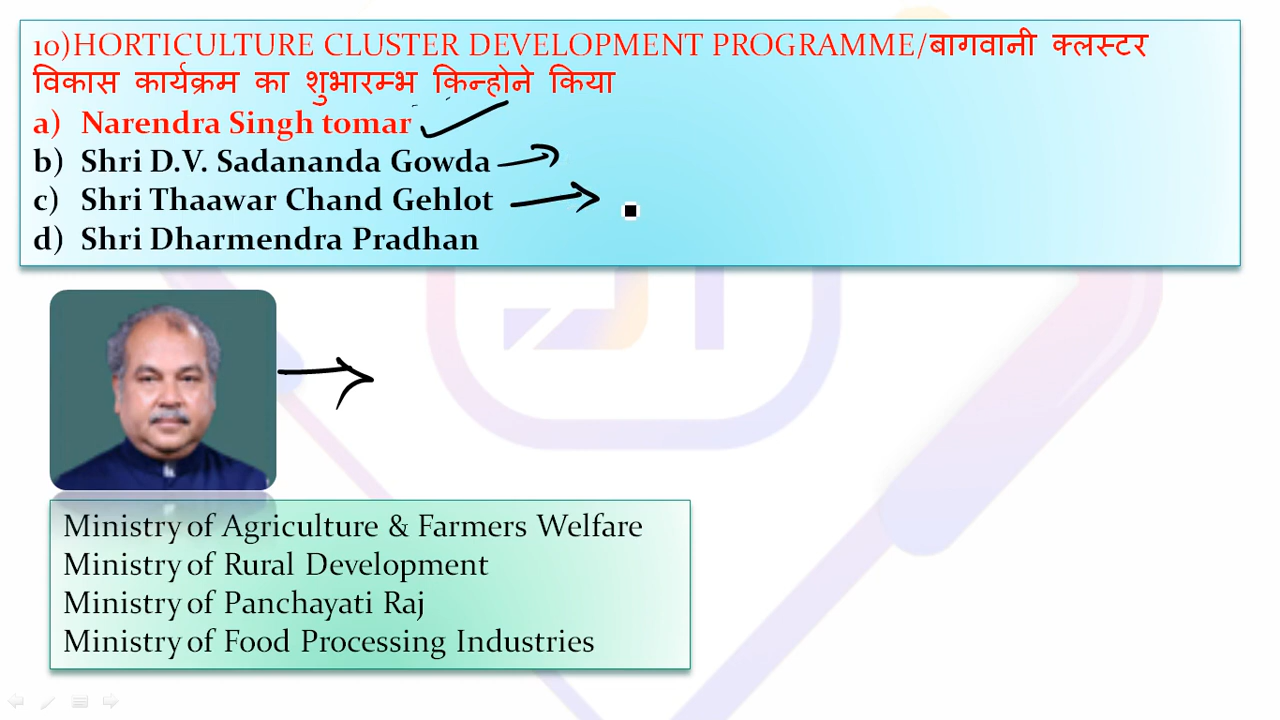 10)HORTICULTURE CLUSTER DEVELOPMENT PROGRAMME/बागवानी क्लस्टर
विकास कार्यक्रम का शुभारम्भ किन्होने किया
a) Narendra Singh tomar
b) Shri D.V. Sadananda Gowda
c) Shri Thaawar Chand Gehlot
d) Shri Dharmendra Pradhan
Ministry of Agriculture & Farmers Welfare
Ministry of Rural Development
Ministry of Panchayati Raj
Ministry of Food Processing Industries